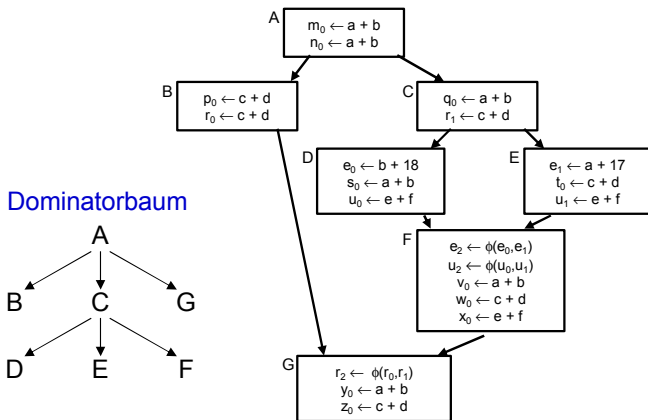 A
m₀ ← a + b
n₀ ← a + b
B
p₀ ← c + d
r₀ ← c + d
C
q₀ ← a + b
r₁ ← c + d
D
e₀ ← b + 18
s₀ ← a + b
u₀ ← e + f
E
e₁ ← a + 17
t₀ ← c + d
u₁ ← e + f
F
e₂ ← ϕ(e₀,e₁)
u₂ ← ϕ(u₀,u₁)
v₀ ← a + b
w₀ ← c + d
x₀ ← e + f
G
r₂ ← ϕ(r₀,r₁)
y₀ ← a + b
z₀ ← c + d
Dominatorbaum
A
B C G
D E F